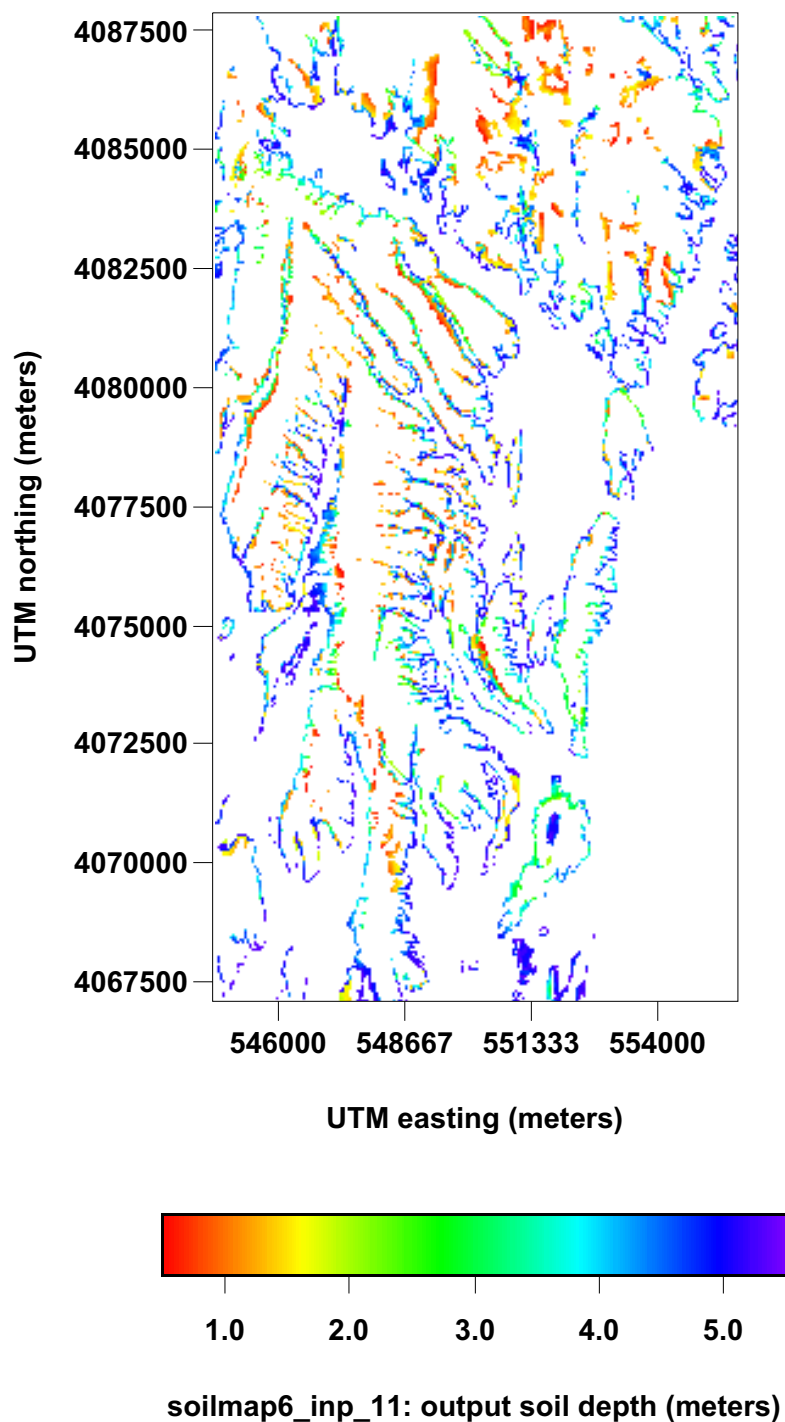 4087500
4085000
4082500
4080000
4077500
4075000
4072500
4070000
4067500
UTM northing (meters)
546000 548667 551333 554000
UTM easting (meters)
1.0 2.0 3.0 4.0 5.0
soilmap6_inp_11: output soil depth (meters)